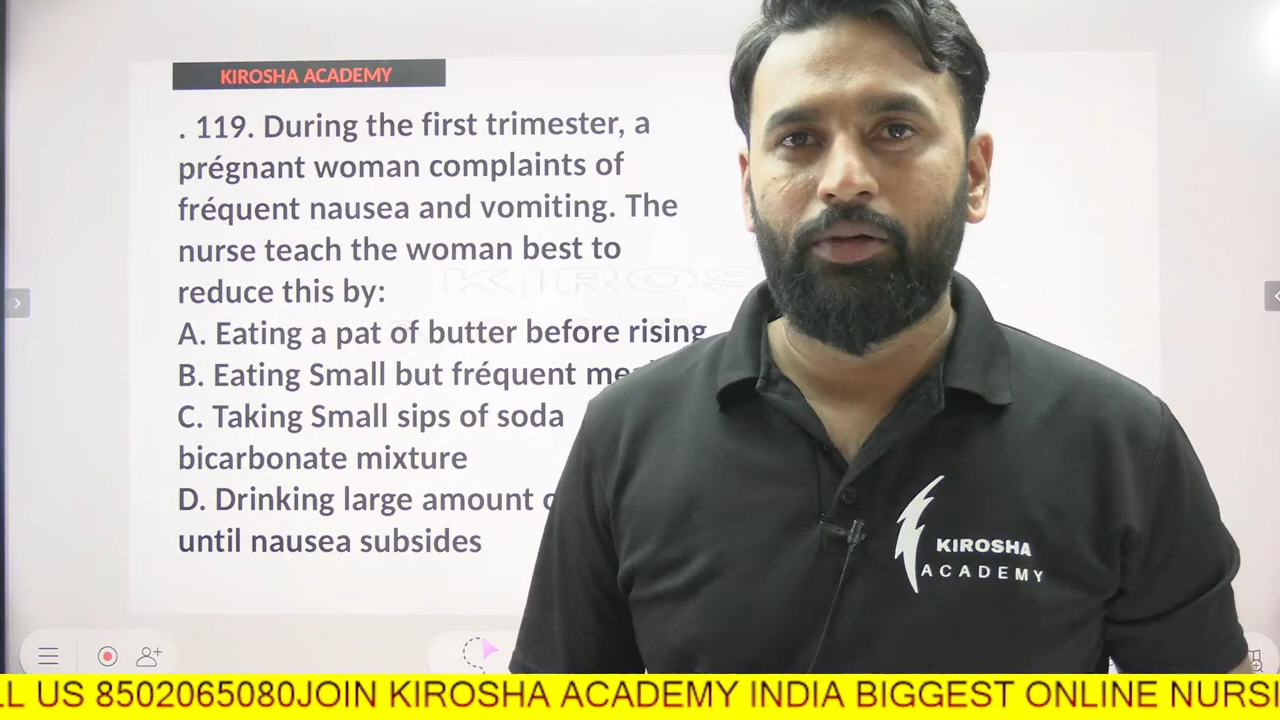 KIROSHA ACADEMY
. 119. During the first trimester, a
prégnant woman complaints of
fréquent nausea and vomiting. The
nurse teach the woman best to
reduce this by:
KIROS
A. Eating a pat of butter before rising
B. Eating Small but fréquent
C. Taking Small sips of soda
bicarbonate mixture
D. Drinking large amount
until nausea subsides
KIROSHA
ACADEMY
US 8502065080JOIN KIROSHA ACADEMY INDIA BIGGEST ONLINE